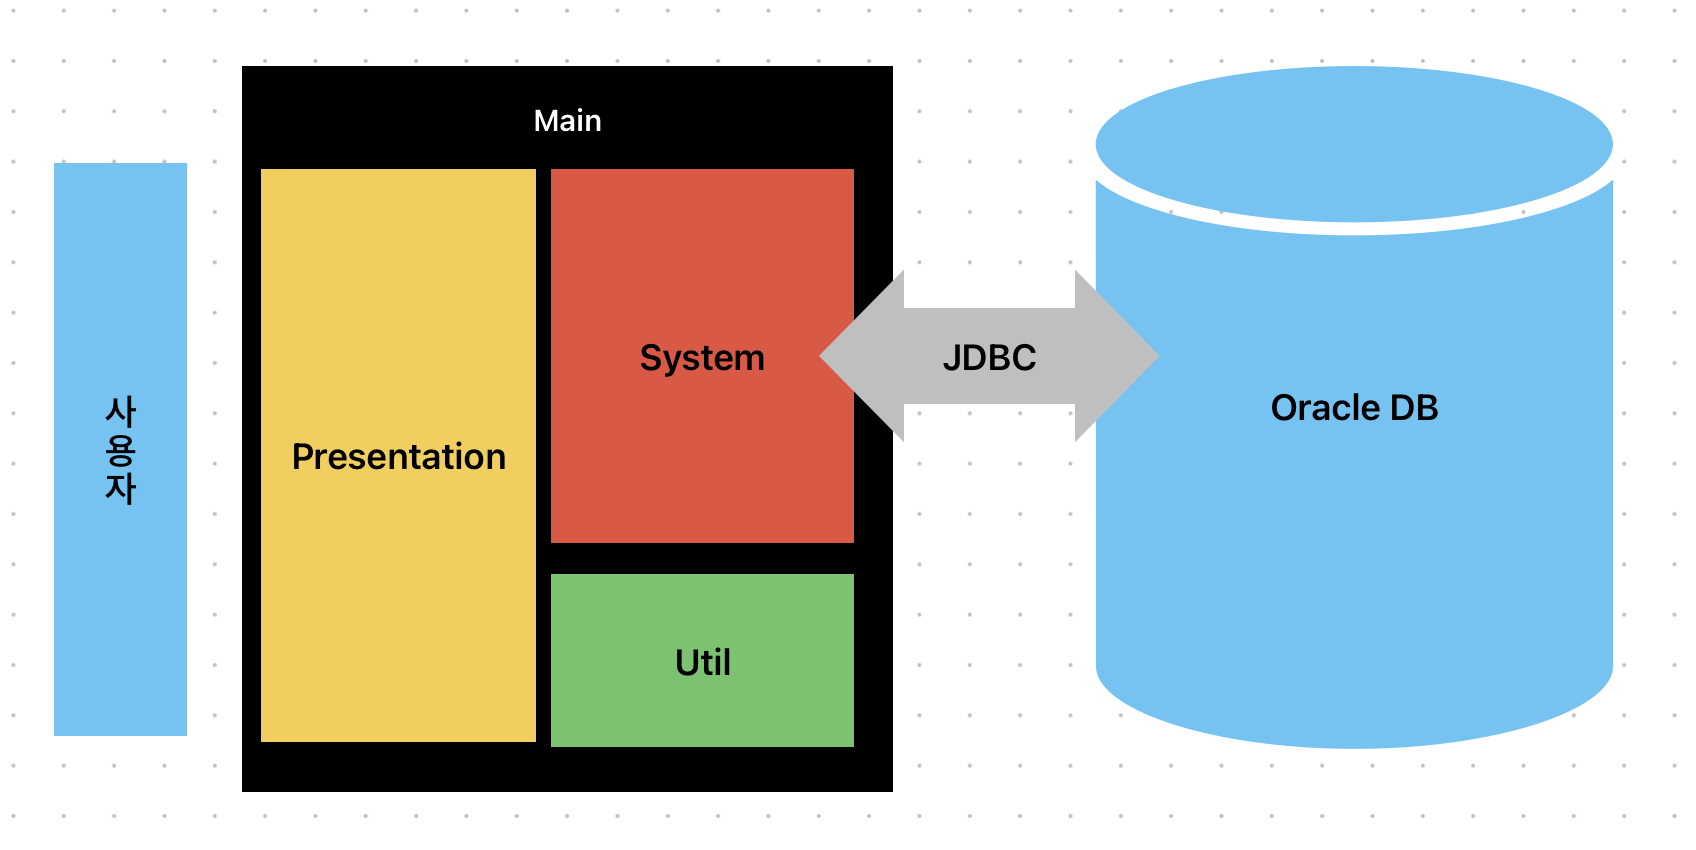 Main
사
용
자
Presentation
System
JDBC
Oracle DB
Util